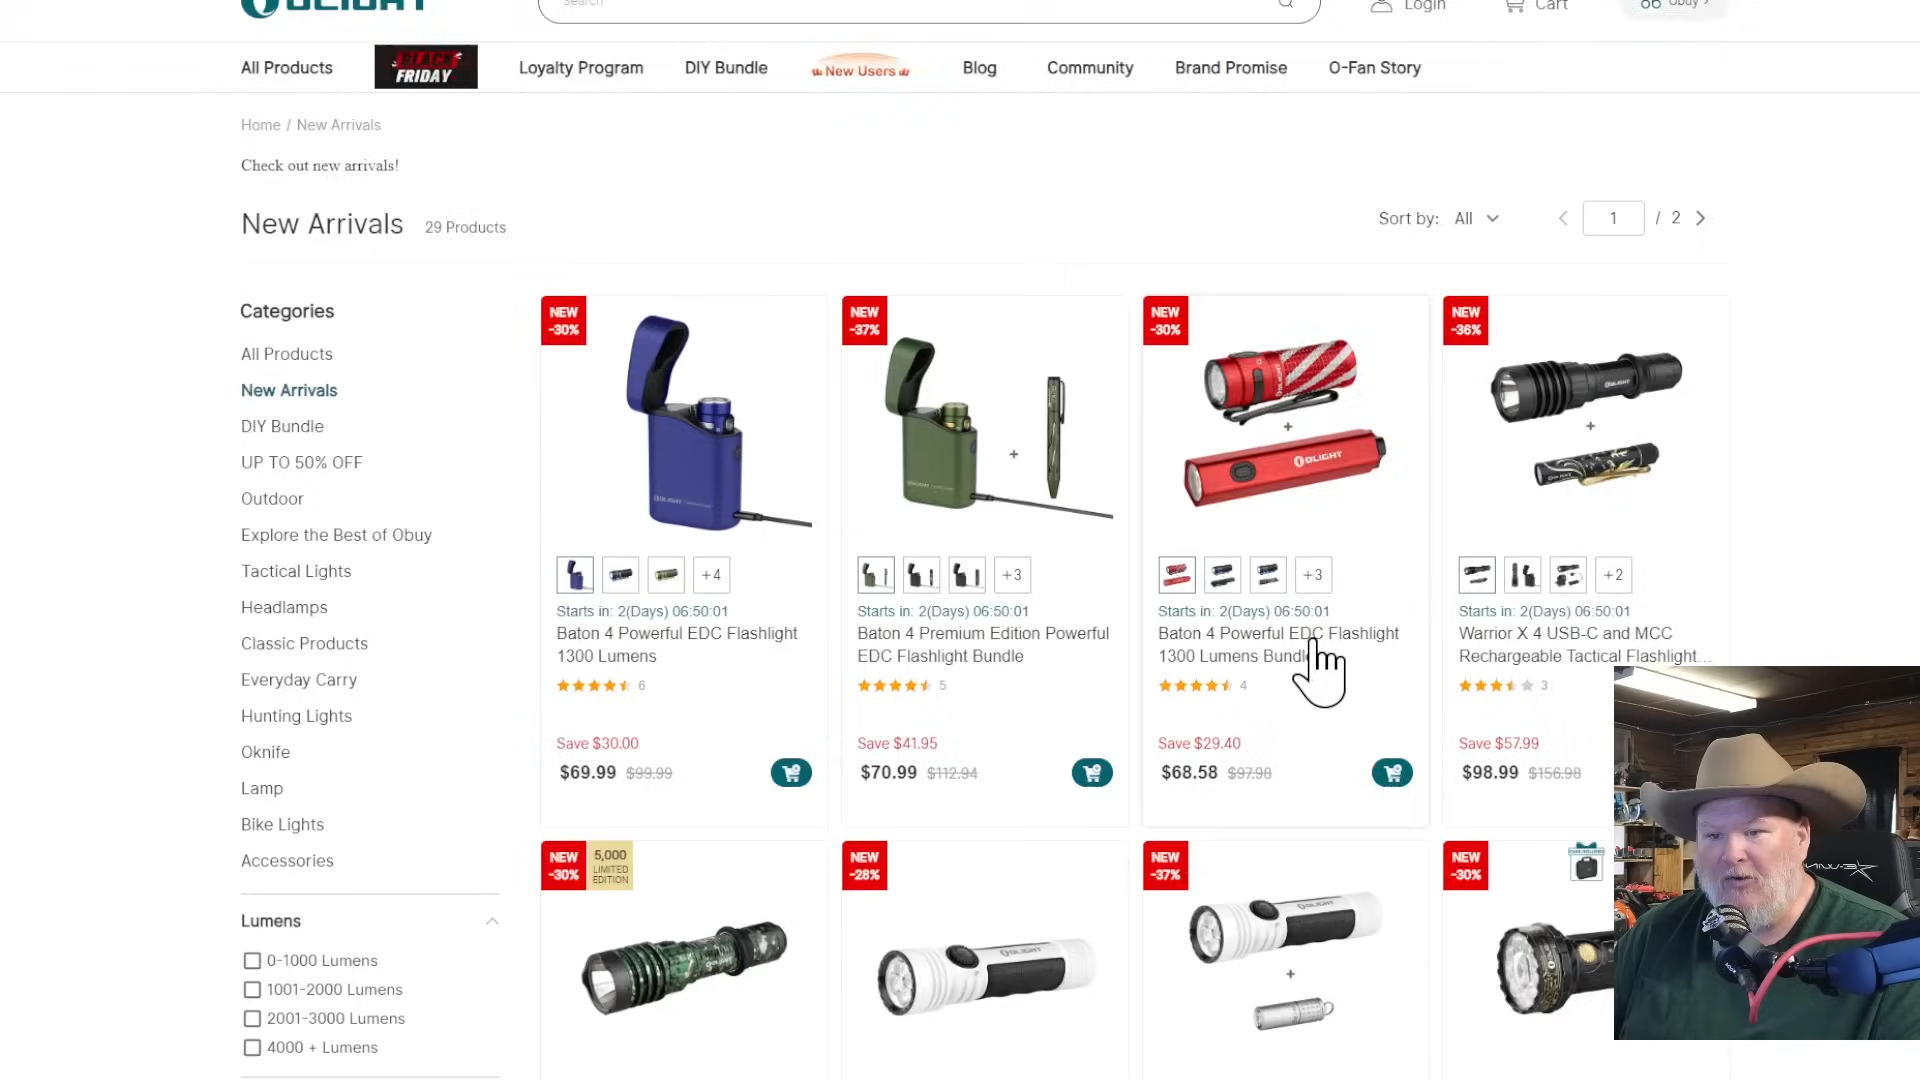 OLIGHT
Search
Login
Cart
Obuy >
All Products
BLACK FRIDAY
Loyalty Program
DIY Bundle
New Users
Blog
Community
Brand Promise
O-Fan Story
Home / New Arrivals
Check out new arrivals!
New Arrivals 29 Products
Sort by: All
1 / 2
Categories
All Products
New Arrivals
DIY Bundle
UP TO 50% OFF
Outdoor
Explore the Best of Obuy
Tactical Lights
Headlamps
Classic Products
Everyday Carry
Hunting Lights
Oknife
Lamp
Bike Lights
Accessories
Lumens
0-1000 Lumens
1001-2000 Lumens
2001-3000 Lumens
4000 + Lumens
NEW
-30%
+4
Starts in: 2(Days) 06:50:01
Baton 4 Powerful EDC Flashlight
1300 Lumens
6
Save $30.00
$69.99 $99.99
NEW
-37%
+
+3
Starts in: 2(Days) 06:50:01
Baton 4 Premium Edition Powerful
EDC Flashlight Bundle
5
Save $41.95
$70.99 $112.94
NEW
-30%
+
OLIGHT
+3
Starts in: 2(Days) 06:50:01
Baton 4 Powerful EDC Flashlight
1300 Lumens Bundle
4
Save $29.40
$68.58 $97.98
NEW
-36%
+
+2
Starts in: 2(Days) 06:50:01
Warrior X 4 USB-C and MCC
Rechargeable Tactical Flashlight...
3
Save $57.99
$98.99 $156.98
NEW
-30%
5,000
LIMITED
EDITION
NEW
-28%
OLIGHT
NEW
-37%
OLIGHT
+
NEW
-30%